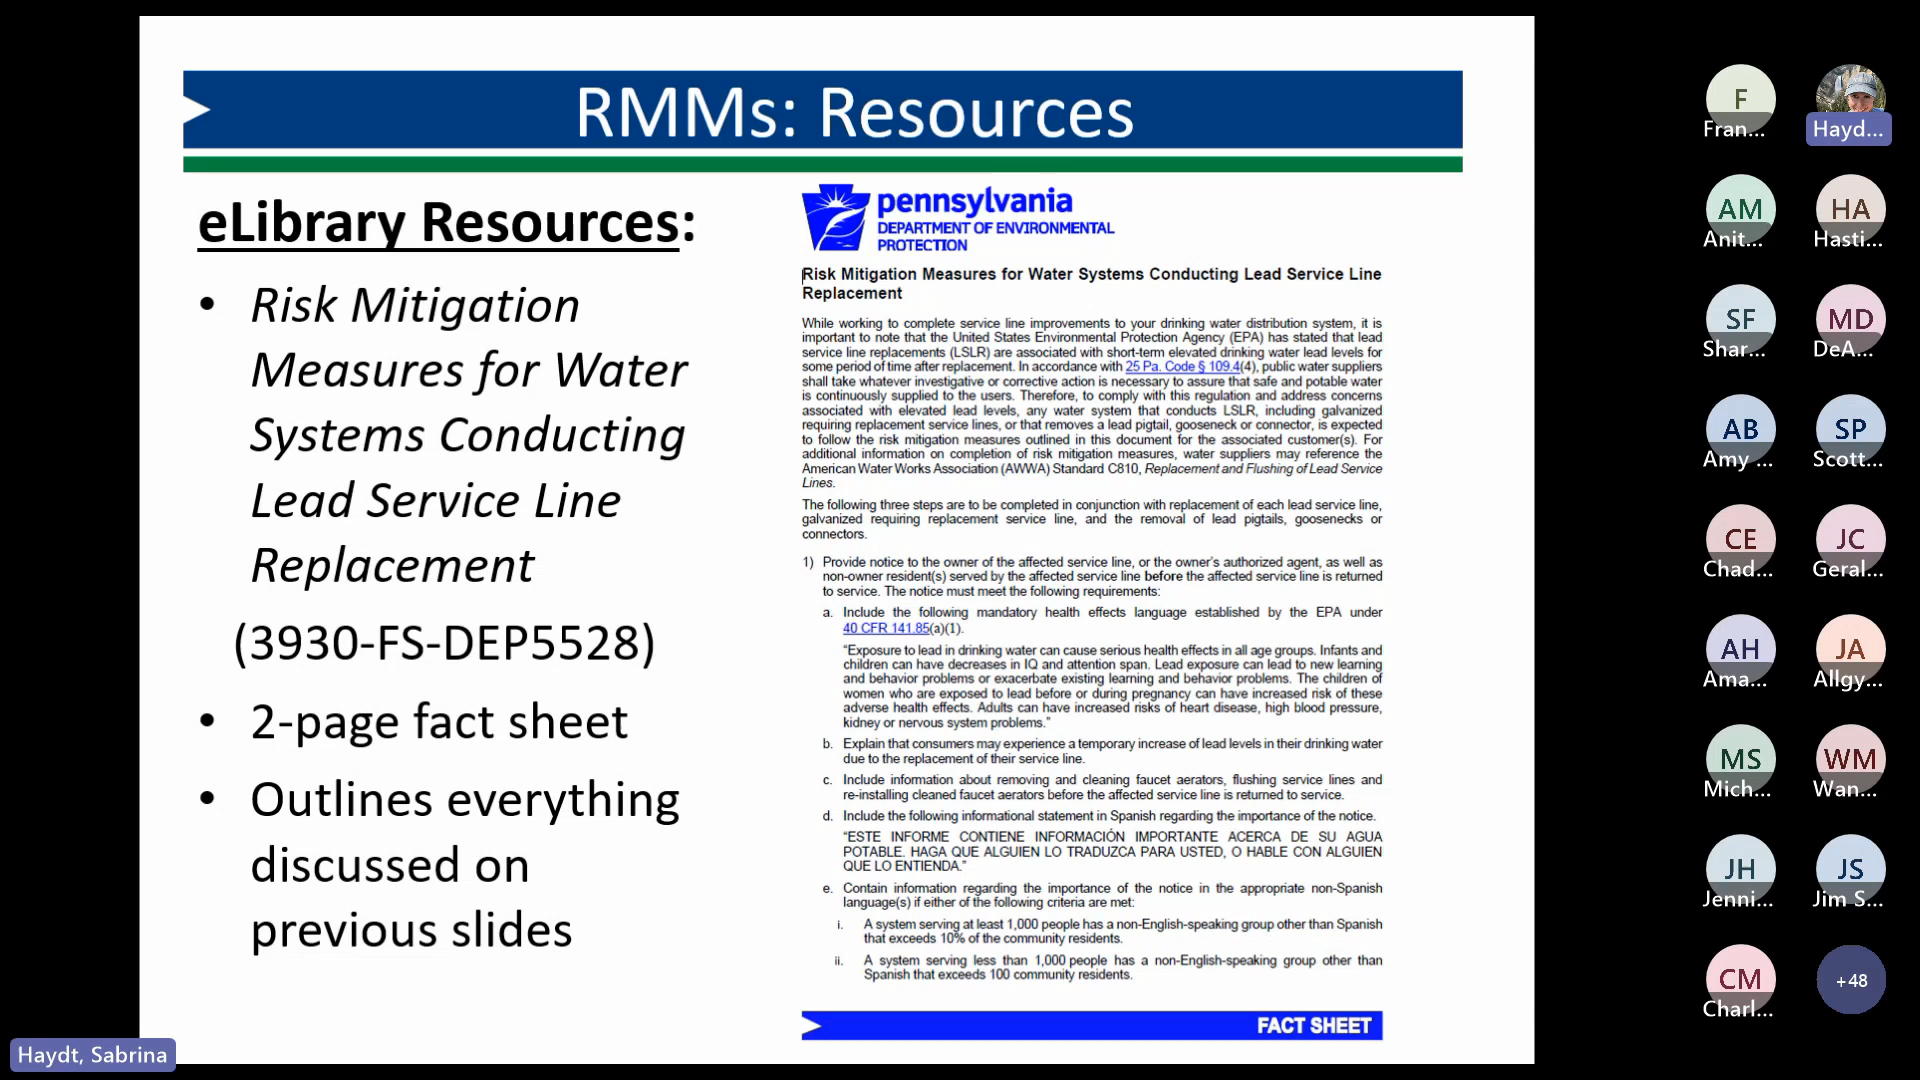 RMMs: Resources
eLibrary Resources:
• Risk Mitigation
Measures for Water
Systems Conducting
Lead Service Line
Replacement
(3930-FS-DEP5528)
• 2-page fact sheet
• Outlines everything
discussed on
previous slides
pennsylvania
DEPARTMENT OF ENVIRONMENTAL
PROTECTION
Risk Mitigation Measures for Water Systems Conducting Lead Service Line
Replacement
While working to complete service line improvements to your drinking water distribution system, it is
important to note that the United States Environmental Protection Agency (EPA) has stated that lead
service line replacements (LSLR) are associated with short-term elevated drinking water lead levels for
some period of time after replacement. In accordance with 25 Pa. Code § 109.4(4), public water suppliers
shall take whatever investigative or corrective action is necessary to assure that safe and potable water
is continuously supplied to the users. Therefore, to comply with this regulation and address concerns
associated with elevated lead levels, any water system that conducts LSLR, including galvanized
requiring replacement service lines, or that removes a lead pigtail, gooseneck or connector, is expected
to follow the risk mitigation measures outlined in this document for the associated customer(s). For
additional information on completion of risk mitigation measures, water suppliers may reference the
American Water Works Association (AWWA) Standard C810, Replacement and Flushing of Lead Service
Lines.
The following three steps are to be completed in conjunction with replacement of each lead service line,
galvanized requiring replacement service line, and the removal of lead pigtails, goosenecks or
connectors.
1) Provide notice to the owner of the affected service line, or the owner's authorized agent, as well as
non-owner resident(s) served by the affected service line before the affected service line is returned
to service. The notice must meet the following requirements:
a. Include the following mandatory health effects language established by the EPA under
40 CFR 141.85(a)(1).
"Exposure to lead in drinking water can cause serious health effects in all age groups. Infants and
children can have decreases in IQ and attention span. Lead exposure can lead to new learning
and behavior problems or exacerbate existing learning and behavior problems. The children of
women who are exposed to lead before or during pregnancy can have increased risk of these
adverse health effects. Adults can have increased risks of heart disease, high blood pressure,
kidney or nervous system problems."
b. Explain that consumers may experience a temporary increase of lead levels in their drinking water
due to the replacement of their service line.
c. Include information about removing and cleaning faucet aerators, flushing service lines and
re-installing cleaned faucet aerators before the affected service line is returned to service.
d. Include the following informational statement in Spanish regarding the importance of the notice.
"ESTE INFORME CONTIENE INFORMACIÓN IMPORTANTE ACERCA DE SU AGUA
POTABLE. HAGA QUE ALGUIEN LO TRADUZCA PARA USTED, O HABLE CON ALGUIEN
QUE LO ENTIENDA."
e. Contain information regarding the importance of the notice in the appropriate non-Spanish
language(s) if either of the following criteria are met:
i. A system serving at least 1,000 people has a non-English-speaking group other than Spanish
that exceeds 10% of the community residents.
ii. A system serving less than 1,000 people has a non-English-speaking group other than
Spanish that exceeds 100 community residents.
FACT SHEET
Haydt, Sabrina
F
Fran...
Hayd...
AM
Anit...
HA
Hasti...
SF
Shar...
MD
DeA...
AB
Amy ...
SP
Scott...
CE
Chad...
JC
Geral...
AH
Ama...
JA
Allgy...
MS
Mich...
WM
Wan...
JH
Jenni...
JS
Jim S...
CM
Charl...
+48